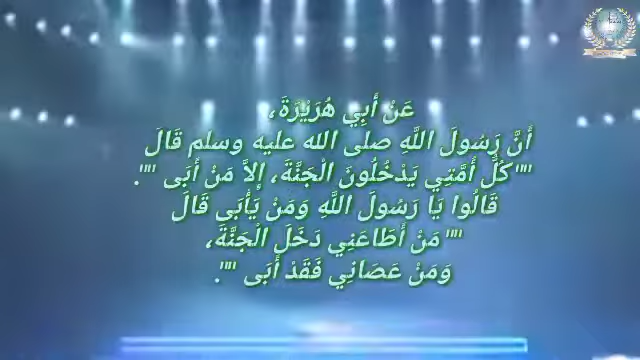 عَنْ أَبِي هُرَيْرَةَ،
أَنَّ رَسُولَ اللَّهِ صلى الله عليه وسلم قَالَ
"" كُلُّ أُمَّتِي يَدْخُلُونَ الْجَنَّةَ، إِلاَّ مَنْ أَبَى "".
قَالُوا يَا رَسُولَ اللَّهِ وَمَنْ يَأْبَى قَالَ
"" مَنْ أَطَاعَنِي دَخَلَ الْجَنَّةَ،
وَمَنْ عَصَانِي فَقَدْ أَبَى "".